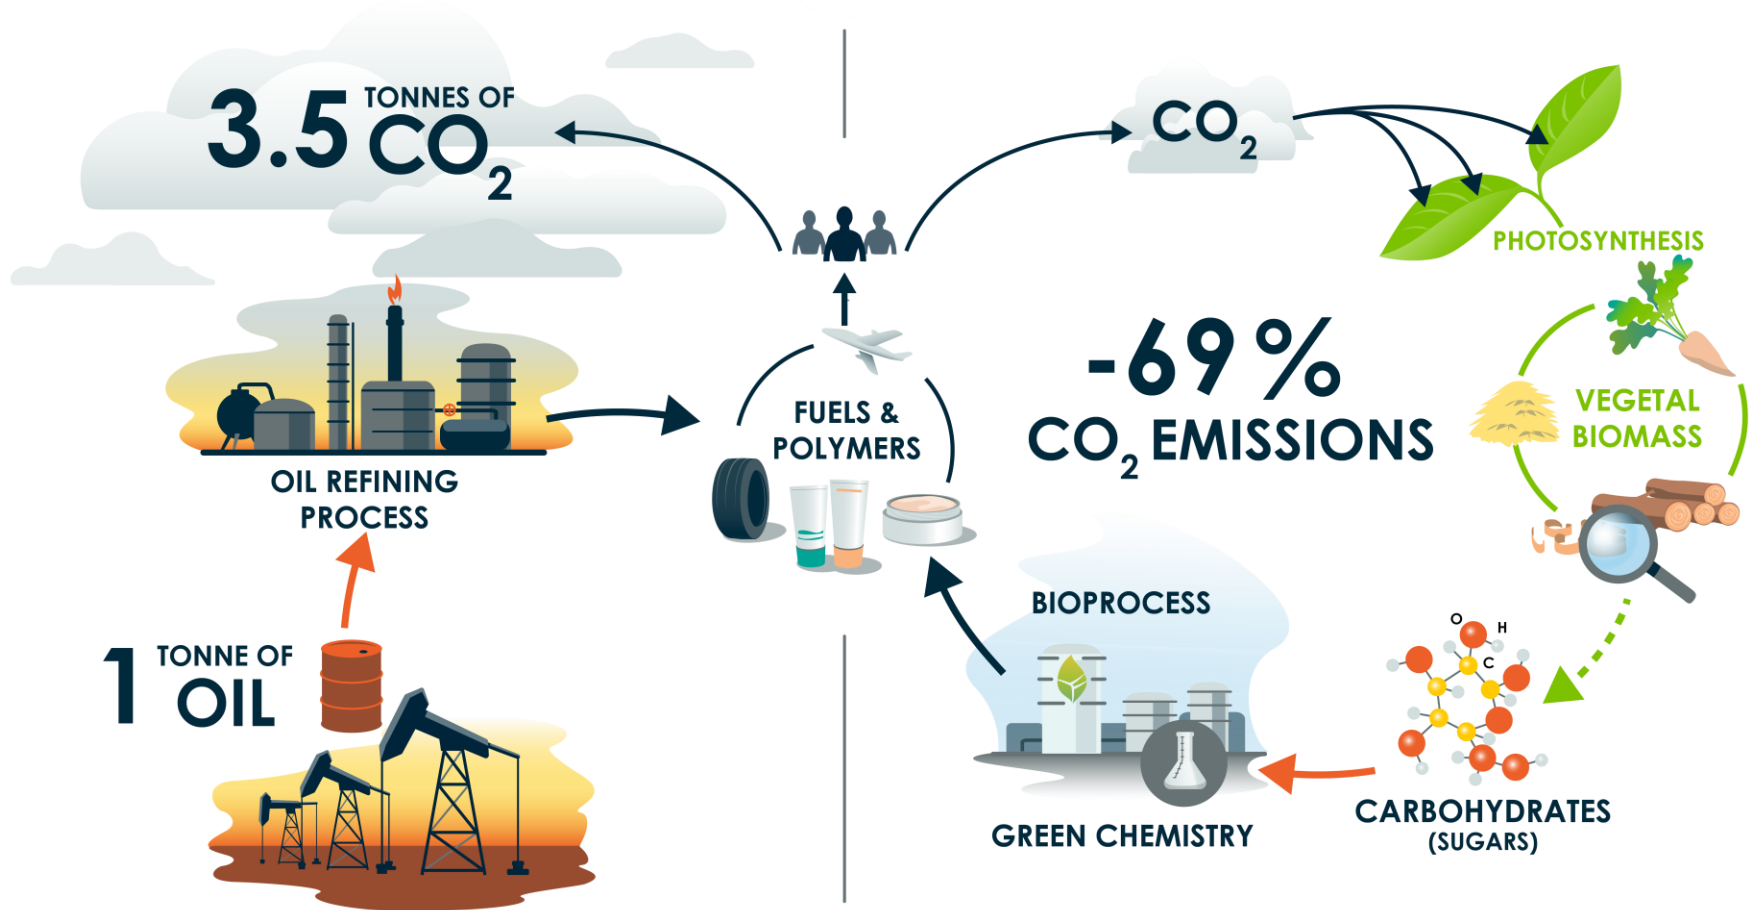 3.5 TONNES OF
CO₂
OIL REFINING
PROCESS
1 TONNE OF
OIL
FUELS &
POLYMERS
CO₂
PHOTOSYNTHESIS
-69%
CO₂ EMISSIONS
VEGETAL
BIOMASS
O
H
C
CARBOHYDRATES
(SUGARS)
BIOPROCESS
GREEN CHEMISTRY